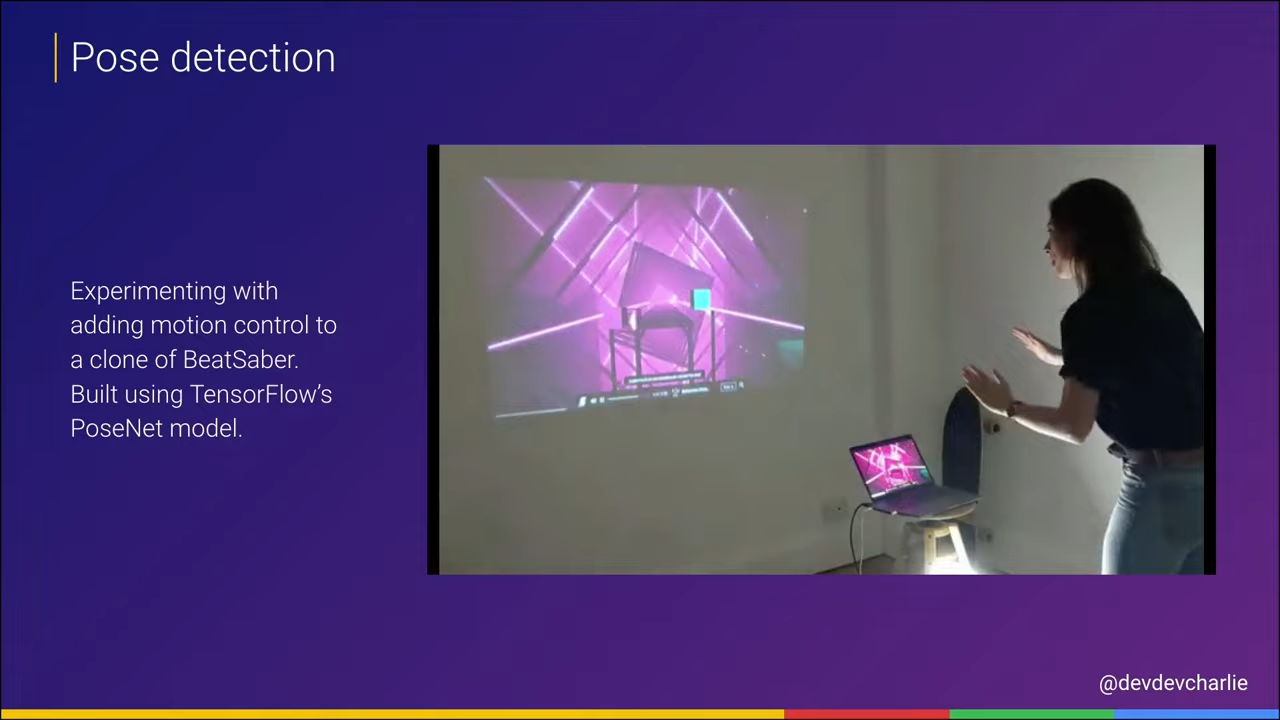 Pose detection
Experimenting with
adding motion control to
a clone of BeatSaber.
Built using TensorFlow’s
PoseNet model.
@devdevcharlie